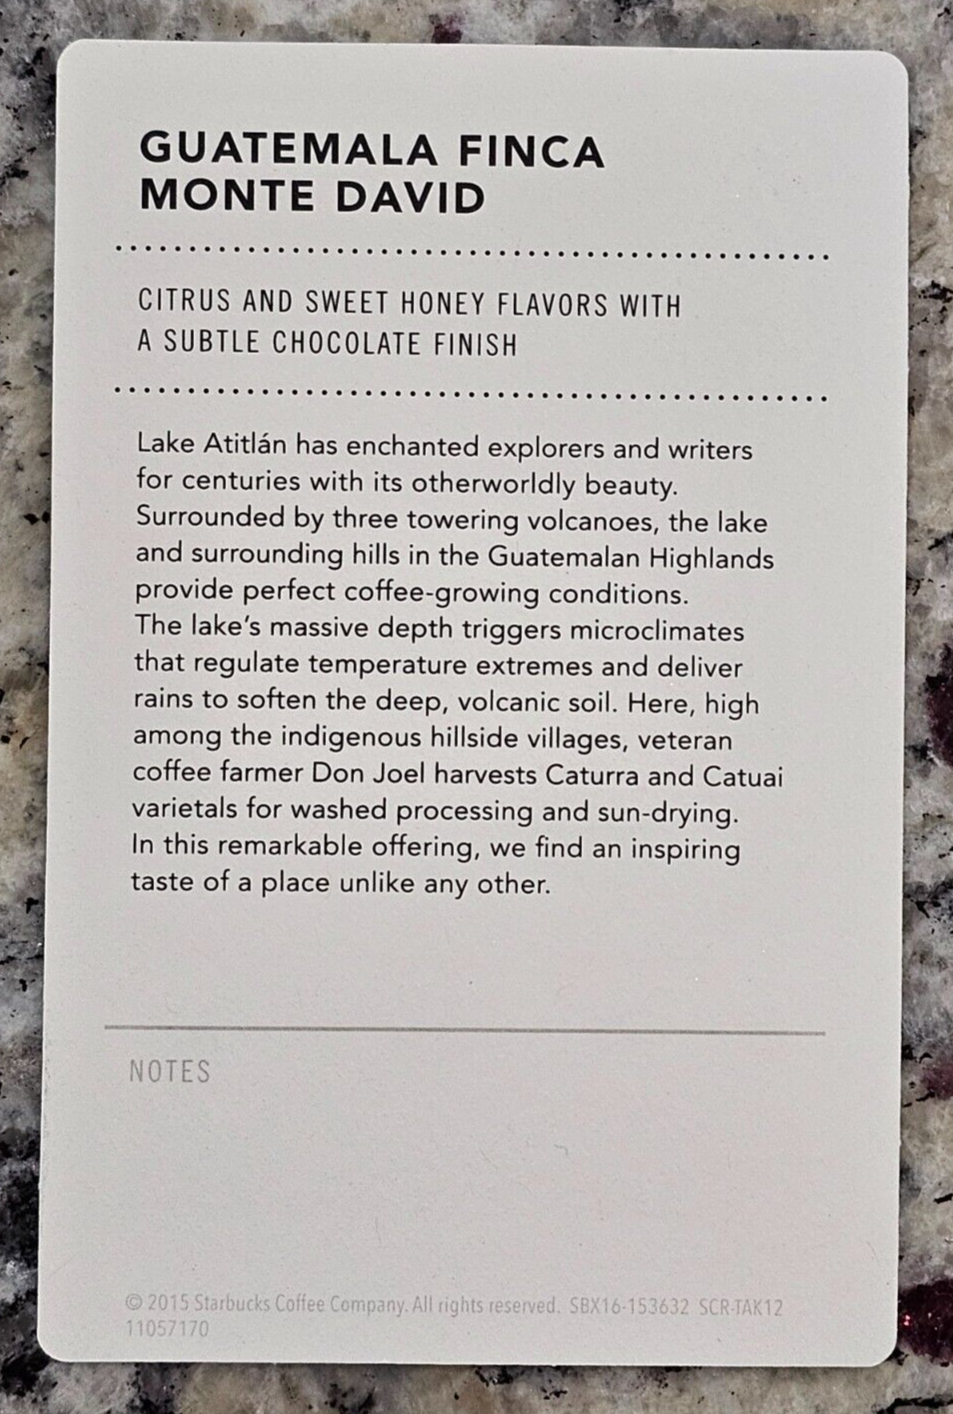 GUATEMALA FINCA
MONTE DAVID
CITRUS AND SWEET HONEY FLAVORS WITH
A SUBTLE CHOCOLATE FINISH
Lake Atitlán has enchanted explorers and writers
for centuries with its otherworldly beauty.
Surrounded by three towering volcanoes, the lake
and surrounding hills in the Guatemalan Highlands
provide perfect coffee-growing conditions.
The lake’s massive depth triggers microclimates
that regulate temperature extremes and deliver
rains to soften the deep, volcanic soil. Here, high
among the indigenous hillside villages, veteran
coffee farmer Don Joel harvests Caturra and Catuai
varietals for washed processing and sun-drying.
In this remarkable offering, we find an inspiring
taste of a place unlike any other.
NOTES
© 2015 Starbucks Coffee Company. All rights reserved. SBX16-153632 SCR-TAK12
11057170